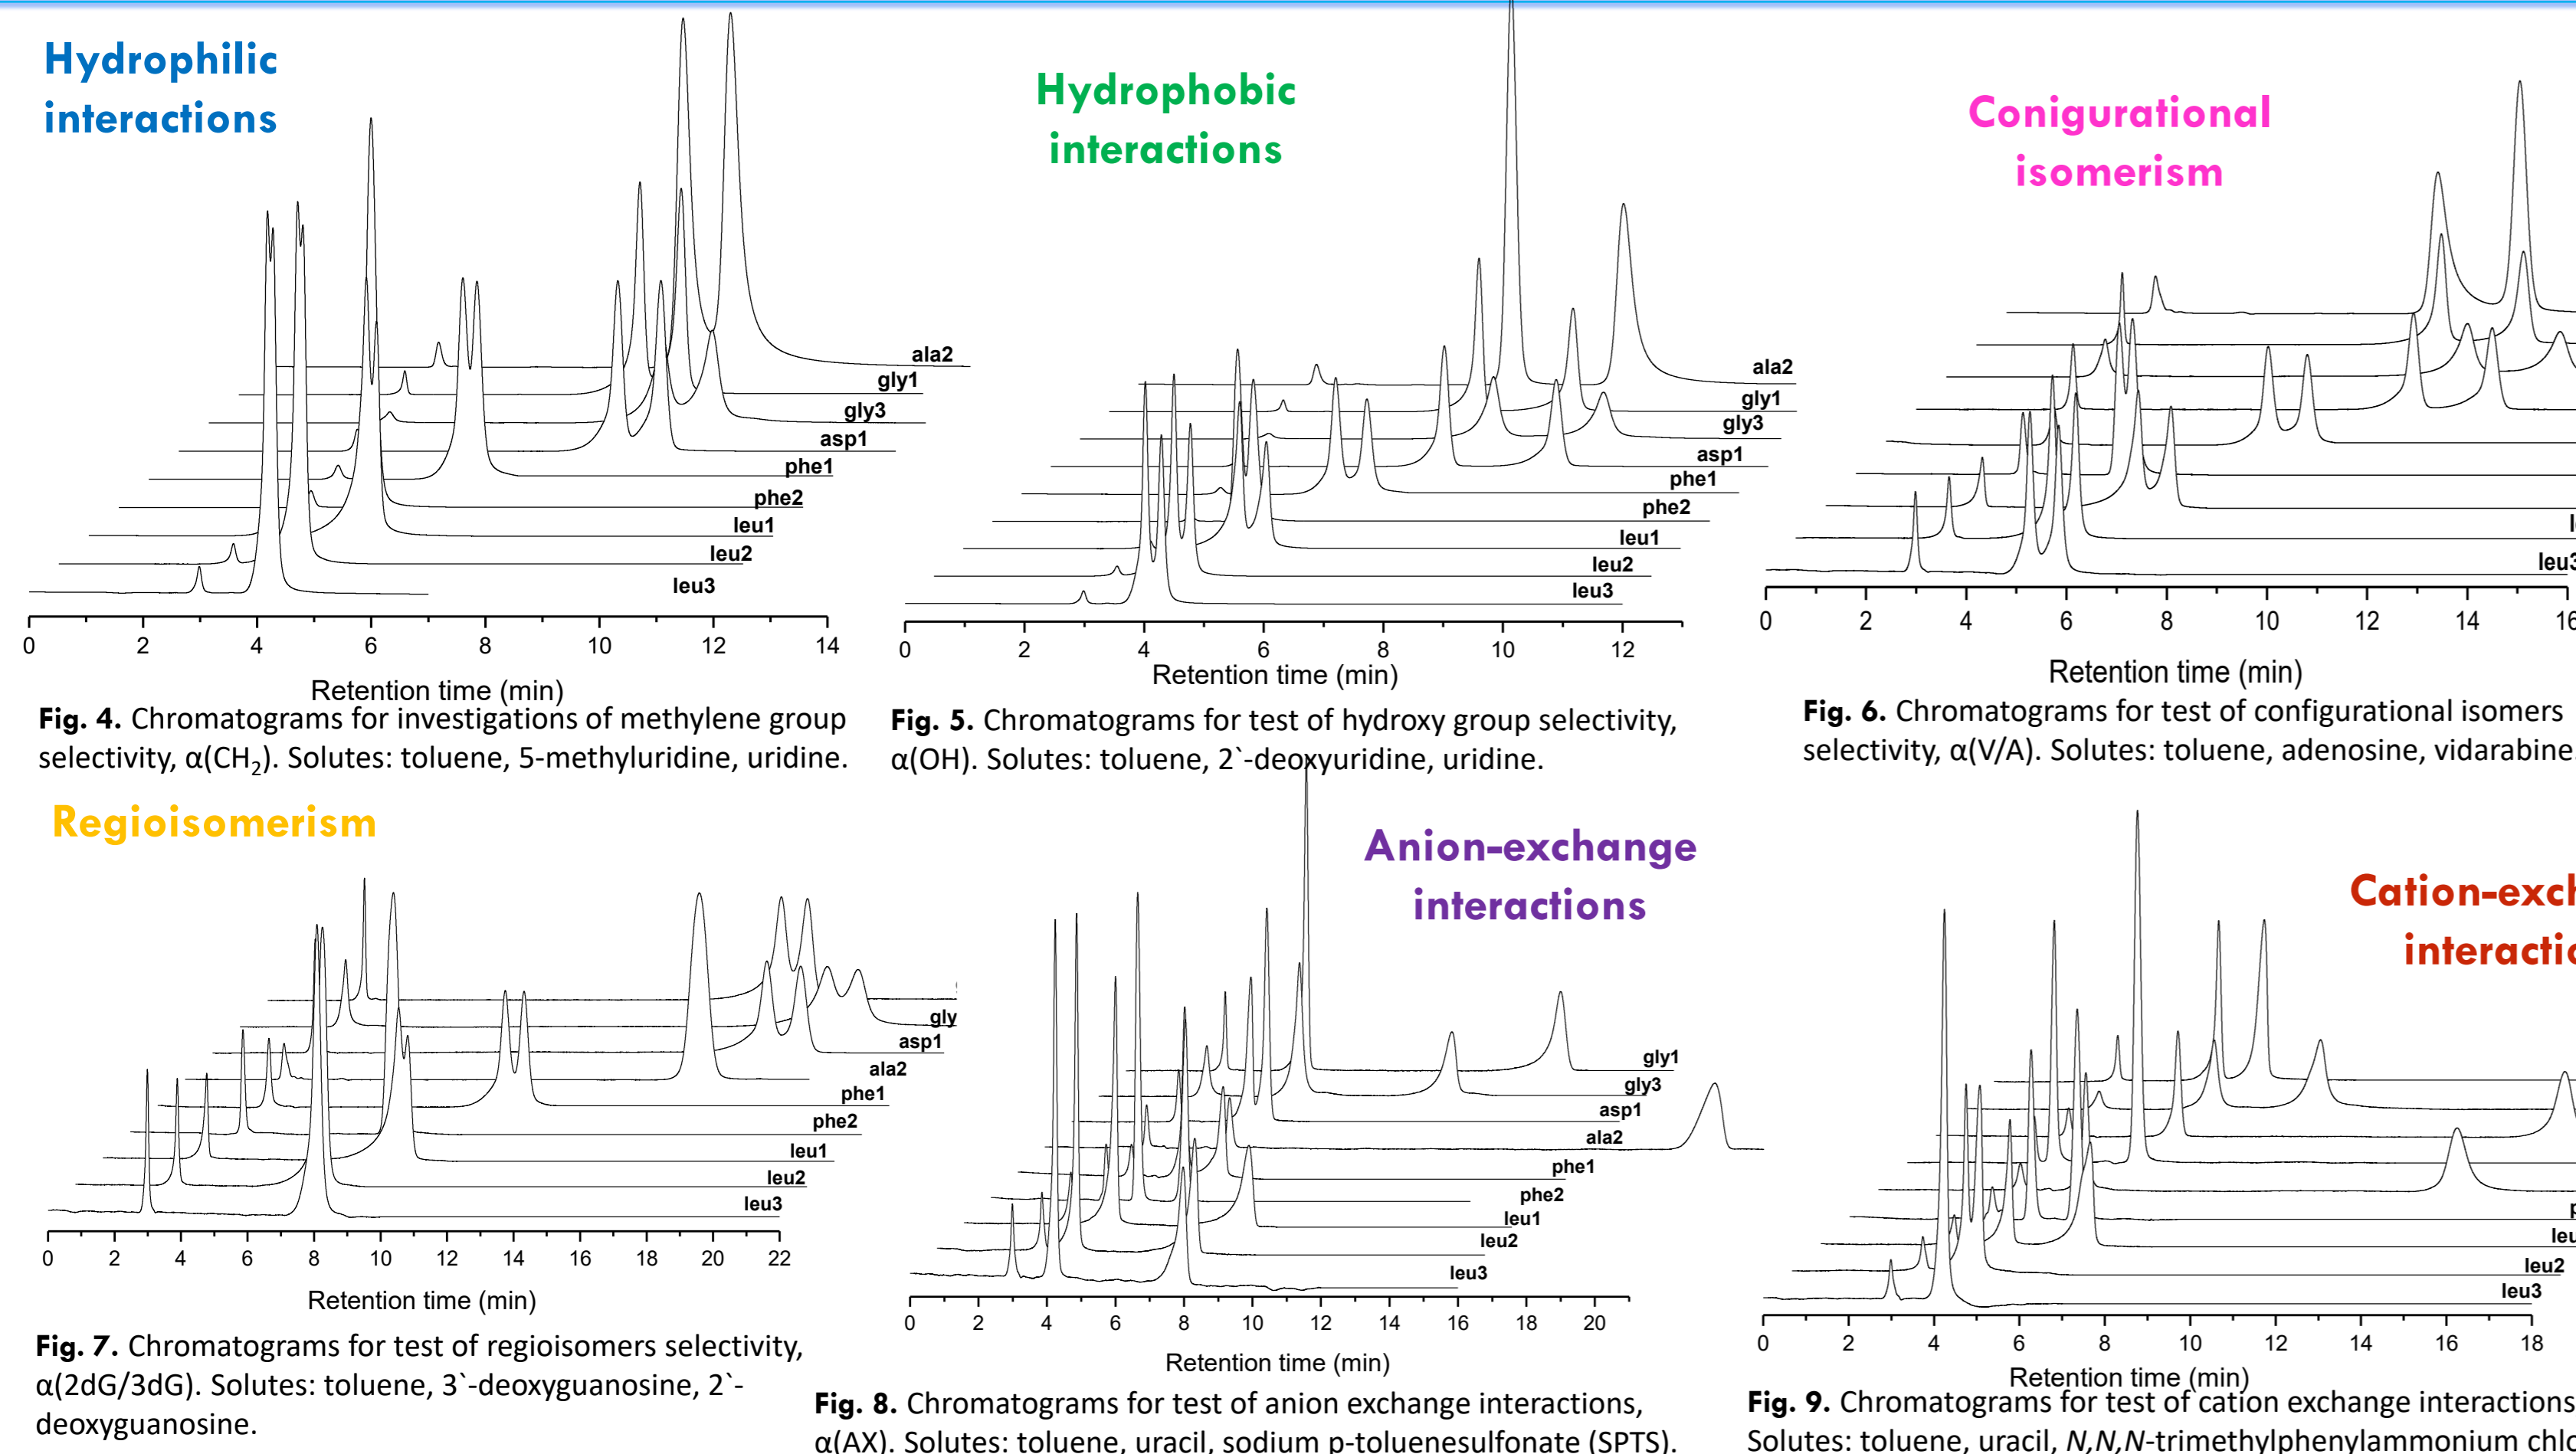 Hydrophilic
interactions
ala2
gly1
gly3
asp1
phe1
phe2
leu1
leu2
leu3
0 2 4 6 8 10 12 14
Retention time (min)
Fig. 4. Chromatograms for investigations of methylene group
selectivity, α(CH2). Solutes: toluene, 5-methyluridine, uridine.
Hydrophobic
interactions
ala2
gly1
gly3
asp1
phe1
phe2
leu1
leu2
leu3
0 2 4 6 8 10 12
Retention time (min)
Fig. 5. Chromatograms for test of hydroxy group selectivity,
α(OH). Solutes: toluene, 2`-deoxyuridine, uridine.
Conigurational
isomerism
leu3
0 2 4 6 8 10 12 14 16
Retention time (min)
Fig. 6. Chromatograms for test of configurational isomers
selectivity, α(V/A). Solutes: toluene, adenosine, vidarabine.
Regioisomerism
gly
asp1
ala2
phe1
phe2
leu1
leu2
leu3
0 2 4 6 8 10 12 14 16 18 20 22
Retention time (min)
Fig. 7. Chromatograms for test of regioisomers selectivity,
α(2dG/3dG). Solutes: toluene, 3`-deoxyguanosine, 2`-
deoxyguanosine.
Anion-exchange
interactions
gly1
gly3
asp1
ala2
phe1
phe2
leu1
leu2
leu3
0 2 4 6 8 10 12 14 16 18 20
Retention time (min)
Fig. 8. Chromatograms for test of anion exchange interactions,
α(AX). Solutes: toluene, uracil, sodium p-toluenesulfonate (SPTS).
Cation-exch
interactio
p
leu
leu2
leu3
0 2 4 6 8 10 12 14 16 18
Retention time (min)
Fig. 9. Chromatograms for test of cation exchange interactions
Solutes: toluene, uracil, N,N,N-trimethylphenylammonium chlo